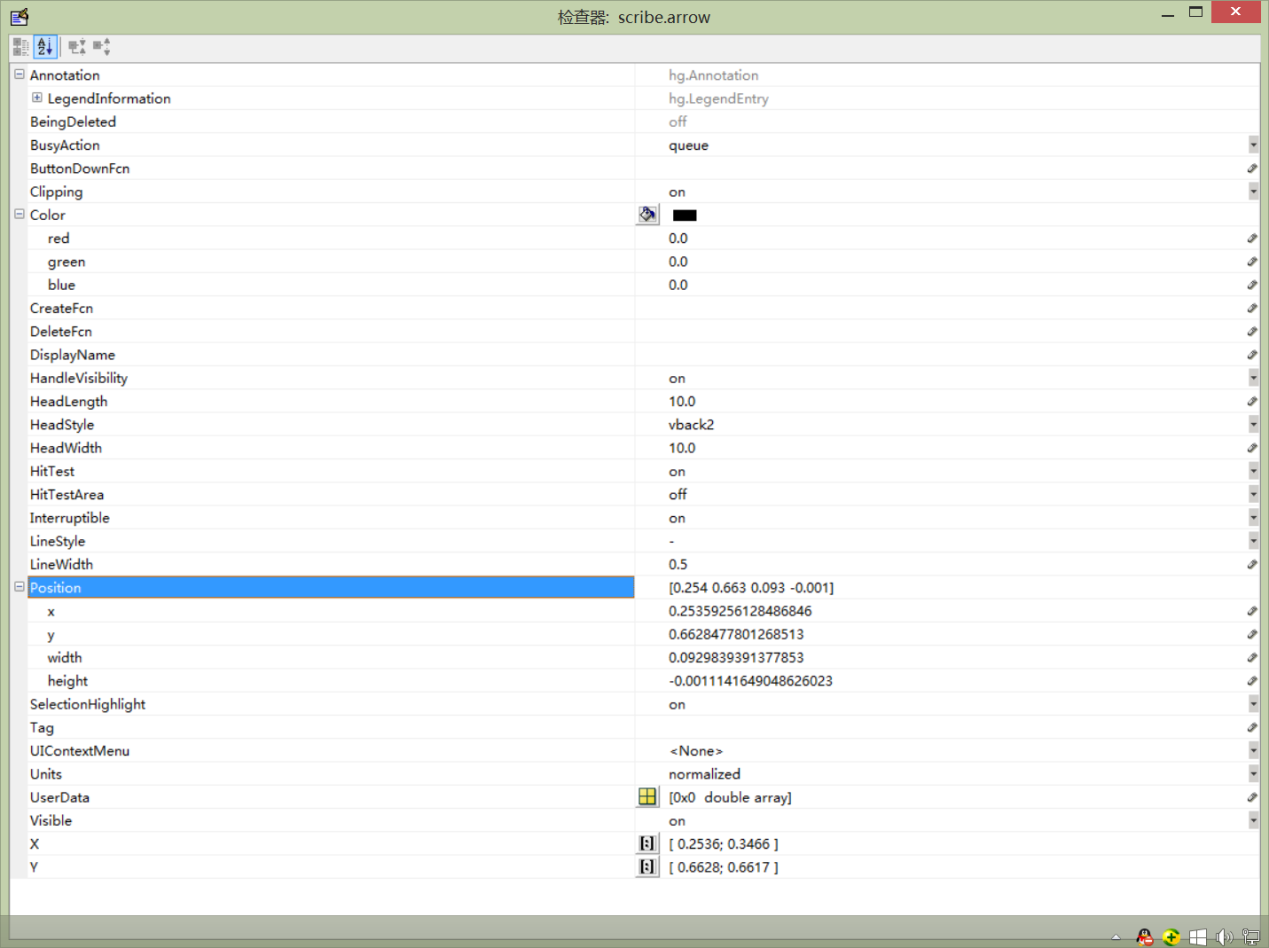 检查器: scribe.arrow
Annotation hg.Annotation
LegendInformation hg.LegendEntry
BeingDeleted off
BusyAction queue
ButtonDownFcn
Clipping on
Color
red 0.0
green 0.0
blue 0.0
CreateFcn
DeleteFcn
DisplayName
HandleVisibility on
HeadLength 10.0
HeadStyle vback2
HeadWidth 10.0
HitTest on
HitTestArea off
Interruptible on
LineStyle -
LineWidth 0.5
Position [0.254 0.663 0.093 -0.001]
x 0.25359256128486846
y 0.6628477801268513
width 0.0929839391377853
height -0.0011141649048626023
SelectionHighlight on
Tag
UIContextMenu <None>
Units normalized
UserData [0x0 double array]
Visible on
X [ 0.2536; 0.3466 ]
Y [ 0.6628; 0.6617 ]